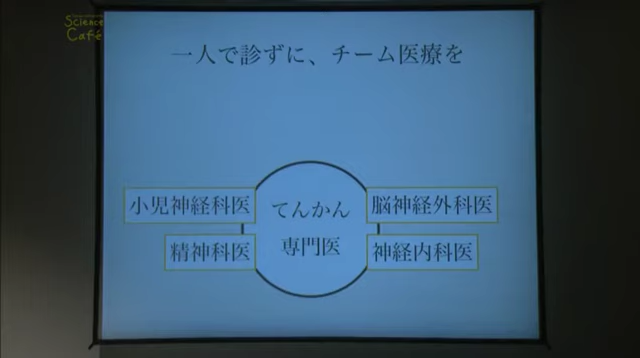 Science
Café
一人で診ずに、チーム医療を
小児神経科医
てんかん
脳神経外科医
精神科医
専門医
神経内科医